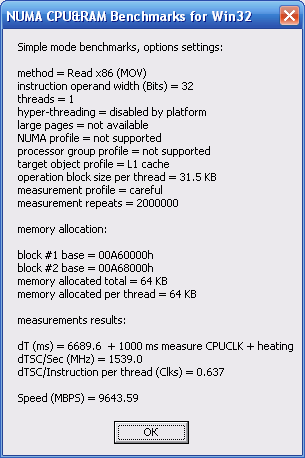 NUMA CPU&RAM Benchmarks for Win32
Simple mode benchmarks, options settings:
method = Read x86 (MOV)
instruction operand width (Bits) = 32
threads = 1
hyper-threading = disabled by platform
large pages = not available
NUMA profile = not supported
processor group profile = not supported
target object profile = L1 cache
operation block size per thread = 31.5 KB
measurement profile = careful
measurement repeats = 2000000
memory allocation:
block #1 base = 00A60000h
block #2 base = 00A68000h
memory allocated total = 64 KB
memory allocated per thread = 64 KB
measurements results:
dT (ms) = 6689.6  + 1000 ms measure CPUCLK + heating
dTSC/Sec (MHz) = 1539.0
dTSC/Instruction per thread (Clks) = 0.637
Speed (MBPS) = 9643.59
OK